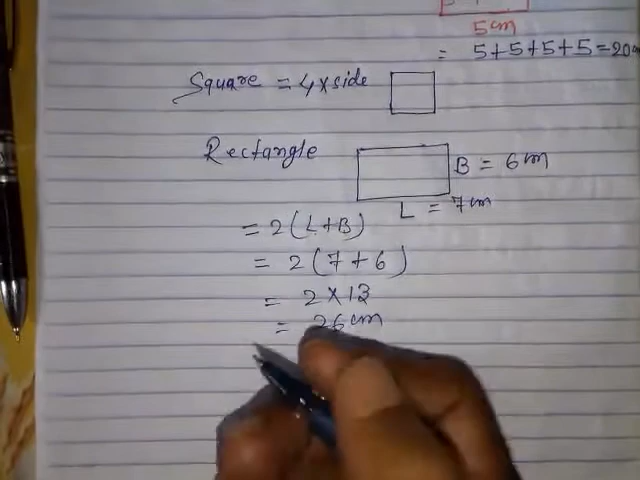 5cm
= 5+5+5+5=20
Square = 4×side
Rectangle
B = 6cm
L = 7cm
= 2(L+B)
= 2(7+6)
= 2×13
= 26cm